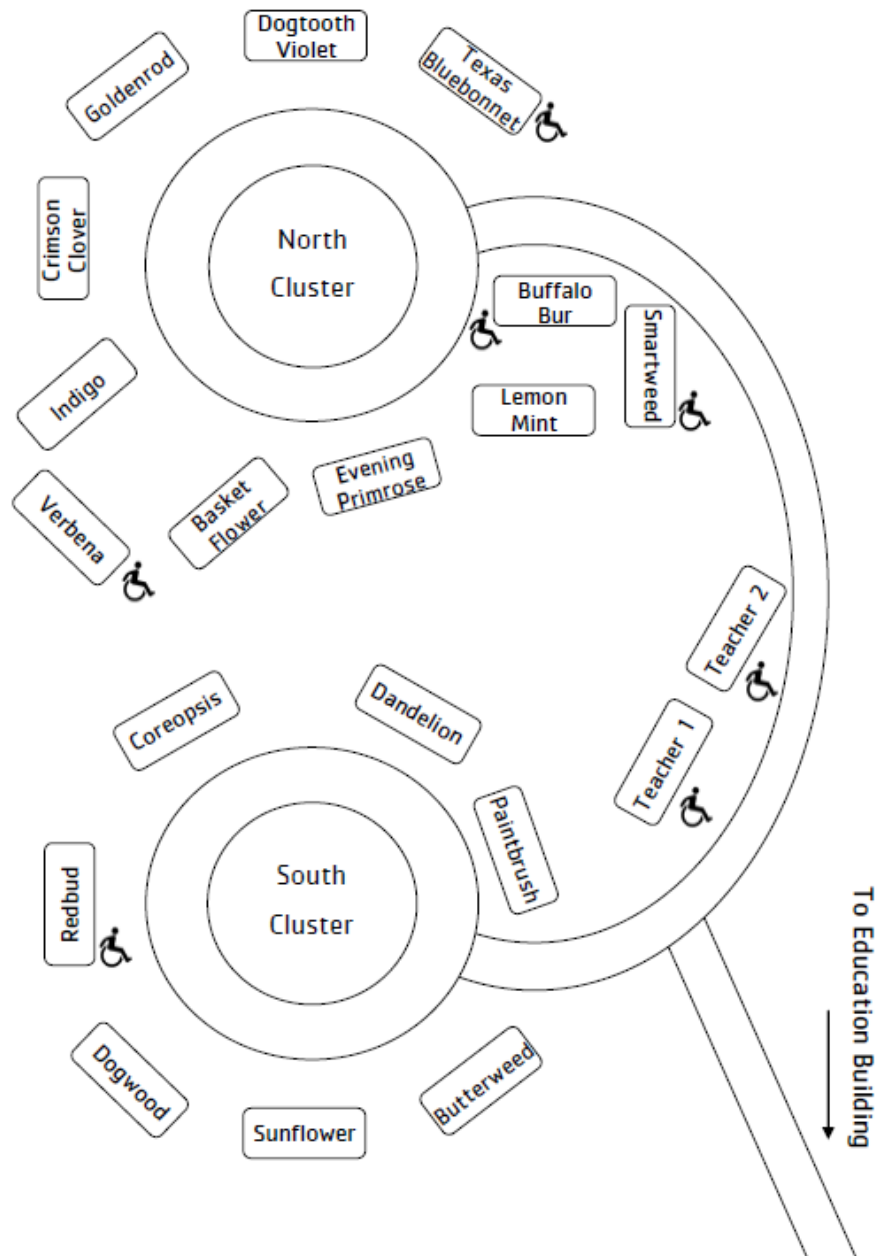 Dogtooth
Violet
Texas
Bluebonnet
Goldenrod
Crimson
Clover
North
Cluster
Buffalo
Bur
Smartweed
Lemon
Mint
Indigo
Evening
Primrose
Basket
Flower
Verbena
Teacher 2
Teacher 1
Coreopsis
Dandelion
Paintbrush
South
Cluster
Redbud
To Education Building
Dogwood
Butterweed
Sunflower